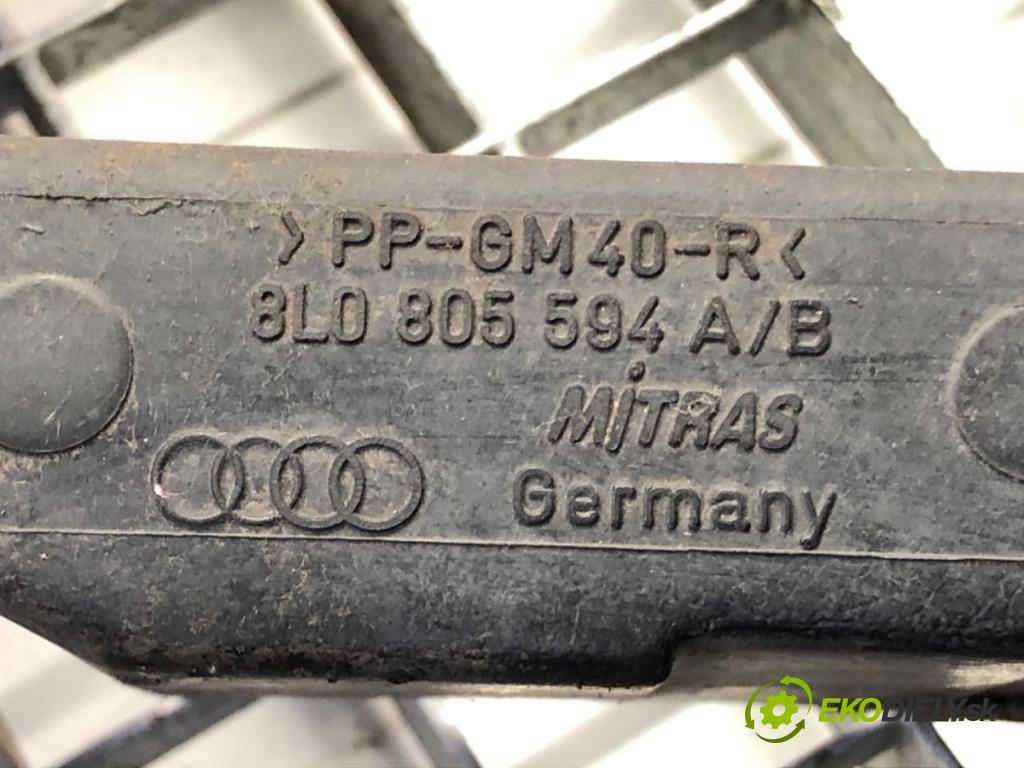 >PP-GM40-R<
8L0 805 594 A/B
MiTRAS
Germany
EKODIELY.sk